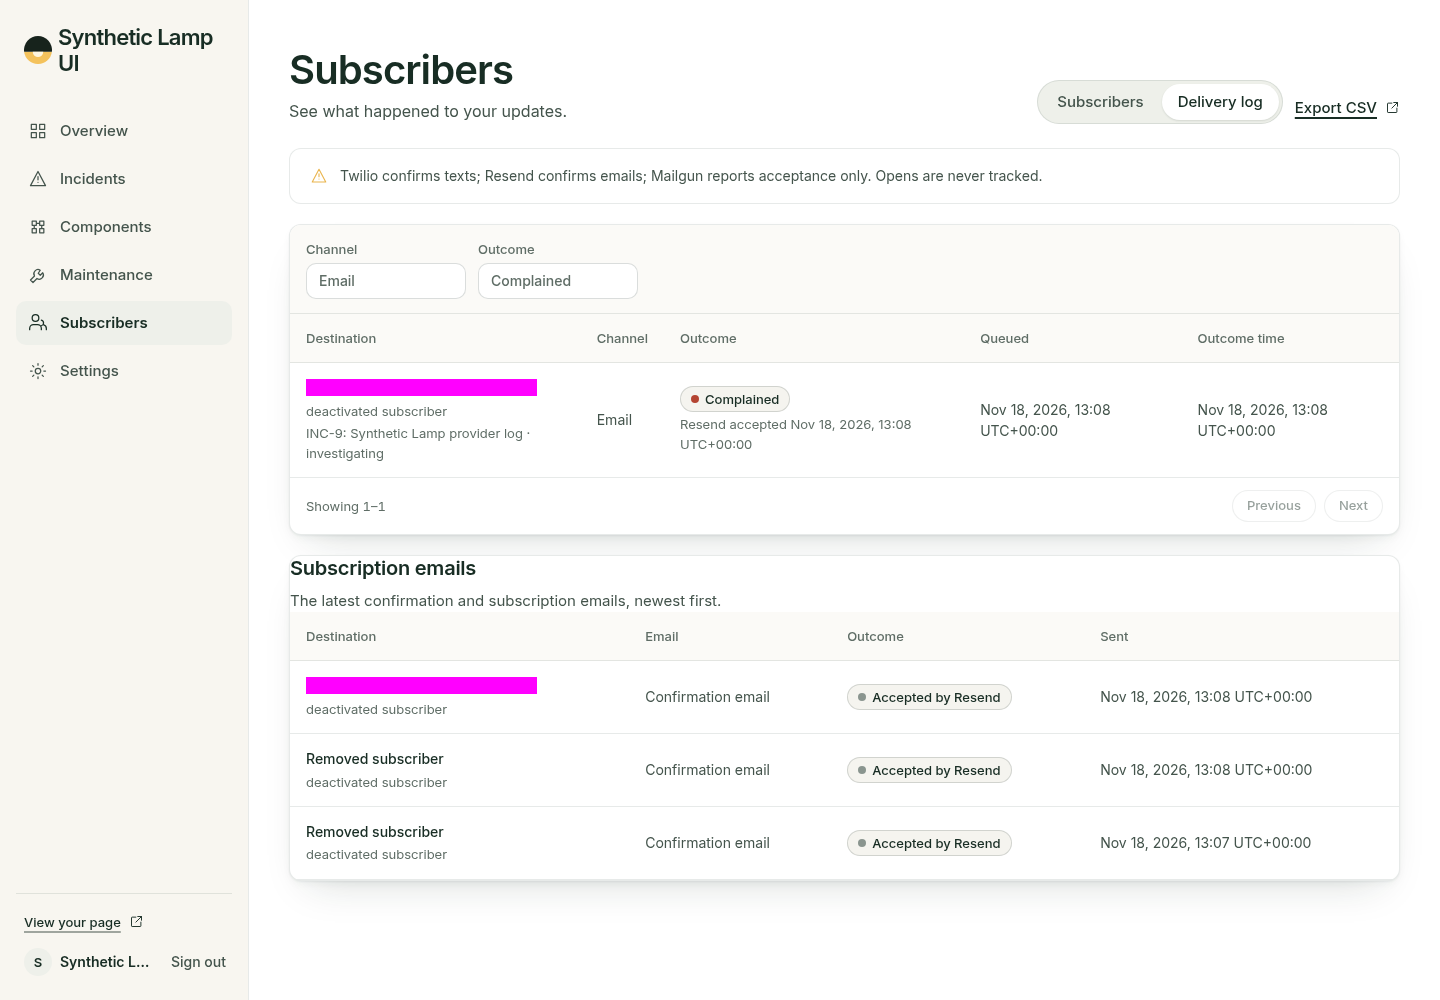 Synthetic Lamp
UI
Overview
Incidents
Components
Maintenance
Subscribers
Settings
View your page
S Synthetic L... Sign out
Subscribers
See what happened to your updates.
Subscribers Delivery log Export CSV
Twilio confirms texts; Resend confirms emails; Mailgun reports acceptance only. Opens are never tracked.
Channel Outcome
Email Complained
Destination Channel Outcome Queued Outcome time
deactivated subscriber
INC-9: Synthetic Lamp provider log ·
investigating
Email
Complained
Resend accepted Nov 18, 2026, 13:08
UTC+00:00
Nov 18, 2026, 13:08
UTC+00:00
Nov 18, 2026, 13:08
UTC+00:00
Showing 1–1 Previous Next
Subscription emails
The latest confirmation and subscription emails, newest first.
Destination Email Outcome Sent
deactivated subscriber
Confirmation email Accepted by Resend Nov 18, 2026, 13:08 UTC+00:00
Removed subscriber
deactivated subscriber
Confirmation email Accepted by Resend Nov 18, 2026, 13:08 UTC+00:00
Removed subscriber
deactivated subscriber
Confirmation email Accepted by Resend Nov 18, 2026, 13:07 UTC+00:00